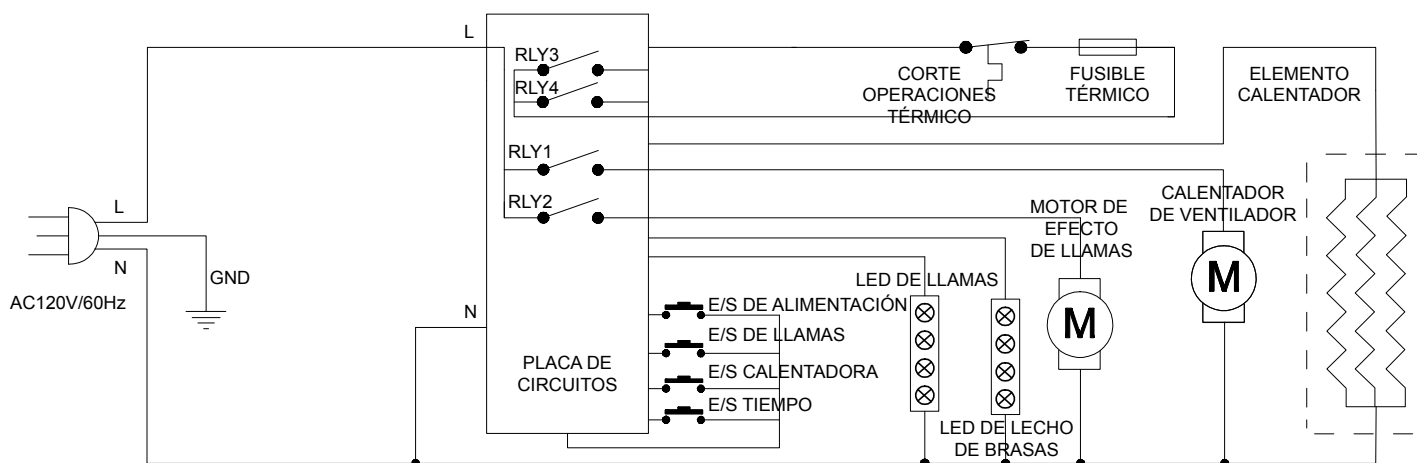 L
RLY3
RLY4
CORTE
OPERACIONES
TÉRMICO
FUSIBLE
TÉRMICO
ELEMENTO
CALENTADOR
RLY1
RLY2
MOTOR DE
EFECTO
DE LLAMAS
CALENTADOR
DE VENTILADOR
L
N
GND
AC120V/60Hz
N
LED DE LLAMAS
M
M
E/S DE ALIMENTACIÓN
E/S DE LLAMAS
E/S CALENTADORA
E/S TIEMPO
PLACA DE
CIRCUITOS
LED DE LECHO
DE BRASAS